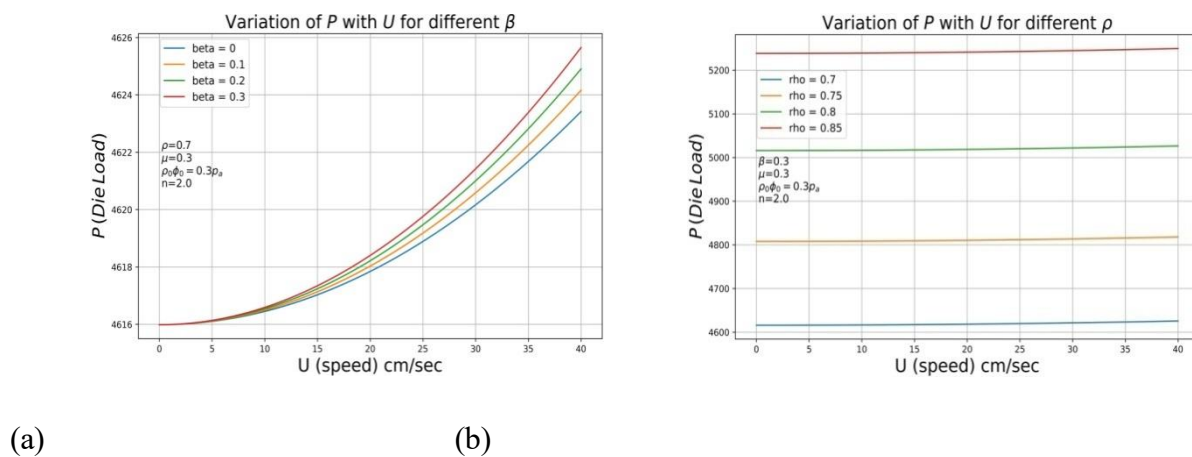 Variation of P with U for different β
4626
4624
4622
4620
4618
4616
P (Die Load)
beta = 0
beta = 0.1
beta = 0.2
beta = 0.3
ρ=0.7
μ=0.3
ρ₀ϕ₀ = 0.3pₐ
n=2.0
0 5 10 15 20 25 30 35 40
U (speed) cm/sec
Variation of P with U for different ρ
5200
5100
5000
4900
4800
4700
4600
P (Die Load)
rho = 0.7
rho = 0.75
rho = 0.8
rho = 0.85
β=0.3
μ=0.3
ρ₀ϕ₀ = 0.3pₐ
n=2.0
0 5 10 15 20 25 30 35 40
U (speed) cm/sec
(a) (b)